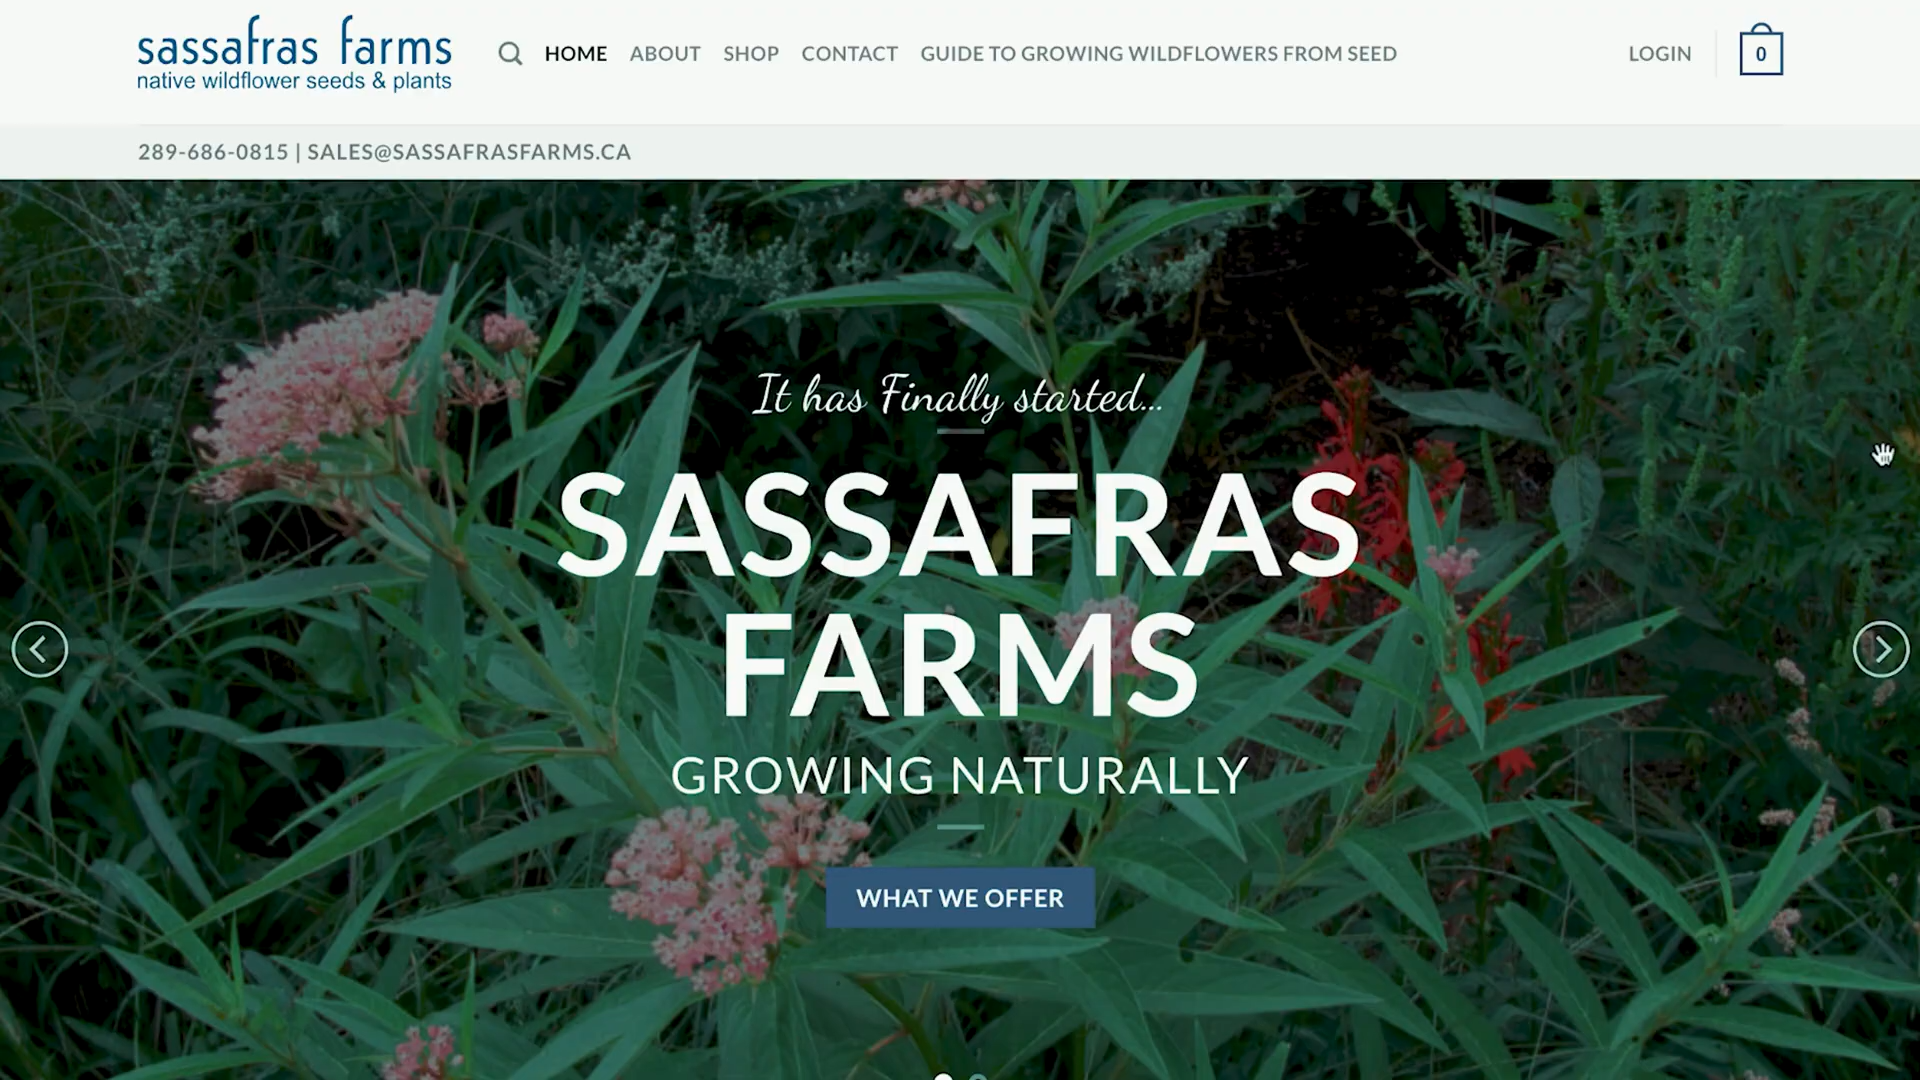 sassafras farms
native wildflower seeds & plants
HOME ABOUT SHOP CONTACT GUIDE TO GROWING WILDFLOWERS FROM SEED
LOGIN
0
289-686-0815 | SALES@SASSAFRASFARMS.CA
It has Finally started...
SASSAFRAS
FARMS
GROWING NATURALLY
WHAT WE OFFER